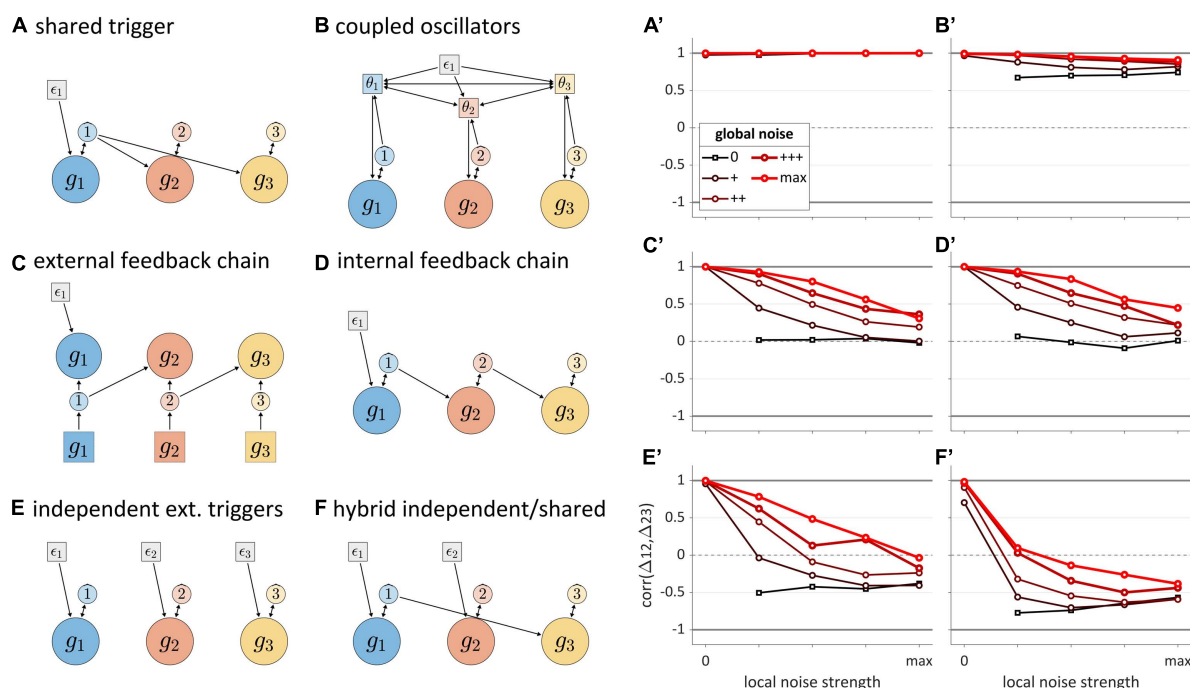 A shared trigger
B coupled oscillators
A'
B'
ϵ1
1 2 3
g1 g2 g3
ϵ1
θ1 θ2 θ3
1 2 3
g1 g2 g3
1
0.5
0
-0.5
-1
global noise
0 +++
+ max
++
C external feedback chain
D internal feedback chain
C'
D'
ϵ1
g1 g2 g3
1 2 3
g1 g2 g3
ϵ1
1 2 3
g1 g2 g3
1
0.5
0
-0.5
-1
E independent ext. triggers
F hybrid independent/shared
E'
F'
ϵ1 ϵ2 ϵ3
1 2 3
g1 g2 g3
ϵ1 ϵ2
1 2 3
g1 g2 g3
corr(Δ12,Δ23)
1
0.5
0
-0.5
-1
0 max
local noise strength
0 max
local noise strength